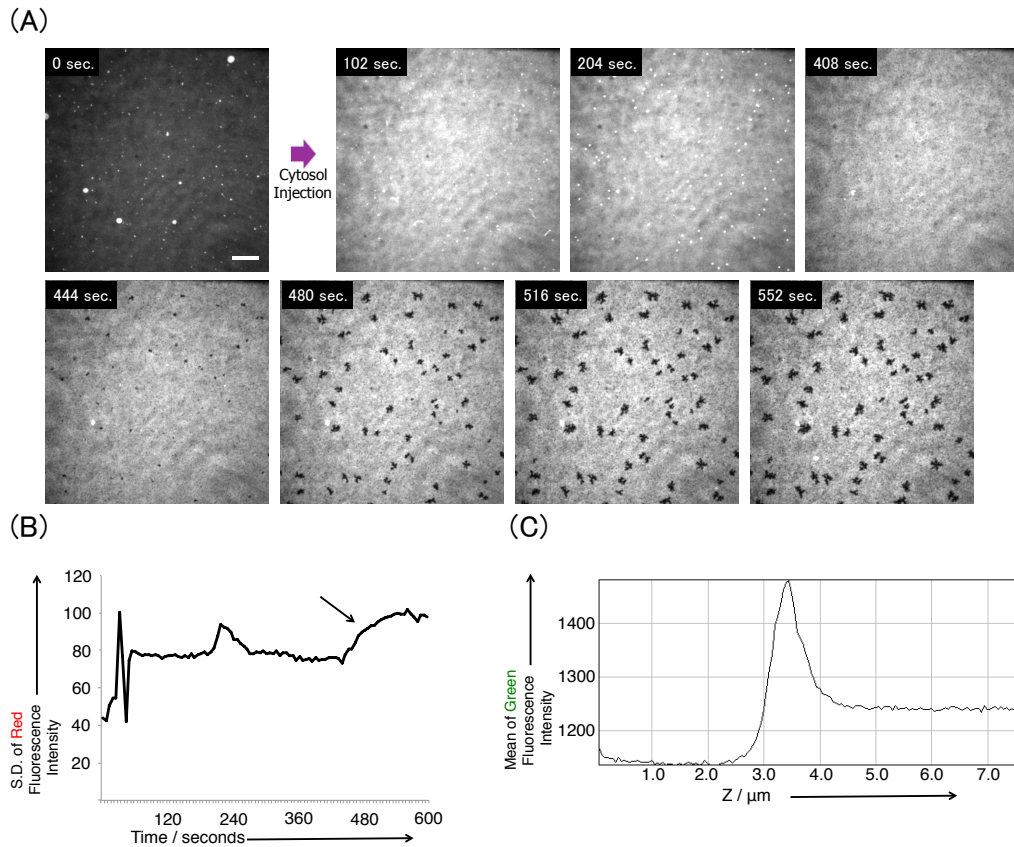 (A)
0 sec.
Cytosol
Injection
102 sec.
204 sec.
408 sec.
444 sec.
480 sec.
516 sec.
552 sec.
(B)
S.D. of Red
Fluorescence
Intensity
120
100
80
60
40
20
120 240 360 480 600
Time / seconds
(C)
Mean of Green
Fluorescence
Intensity
1400
1300
1200
1.0 2.0 3.0 4.0 5.0 6.0 7.0
Z / µm